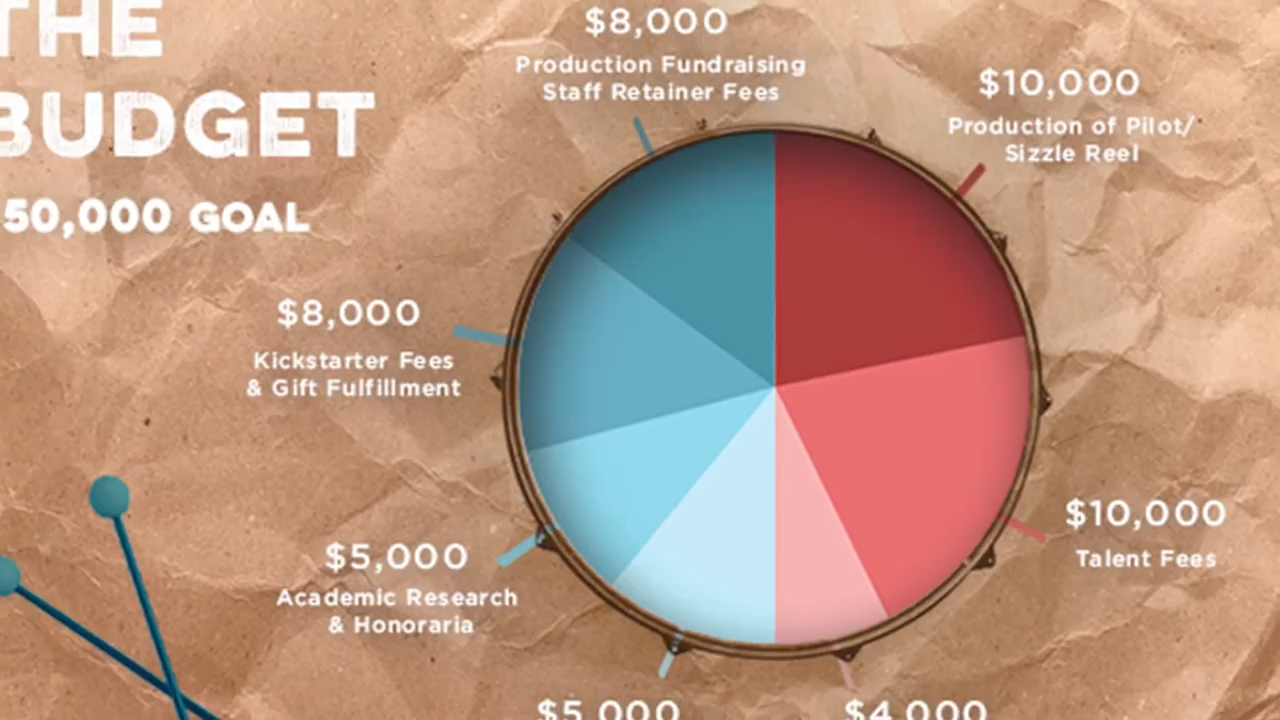 THE
BUDGET
50,000 GOAL
$8,000
Production Fundraising
Staff Retainer Fees
$10,000
Production of Pilot/
Sizzle Reel
$8,000
Kickstarter Fees
& Gift Fulfillment
$10,000
Talent Fees
$5,000
Academic Research
& Honoraria
$5,000
$4,000